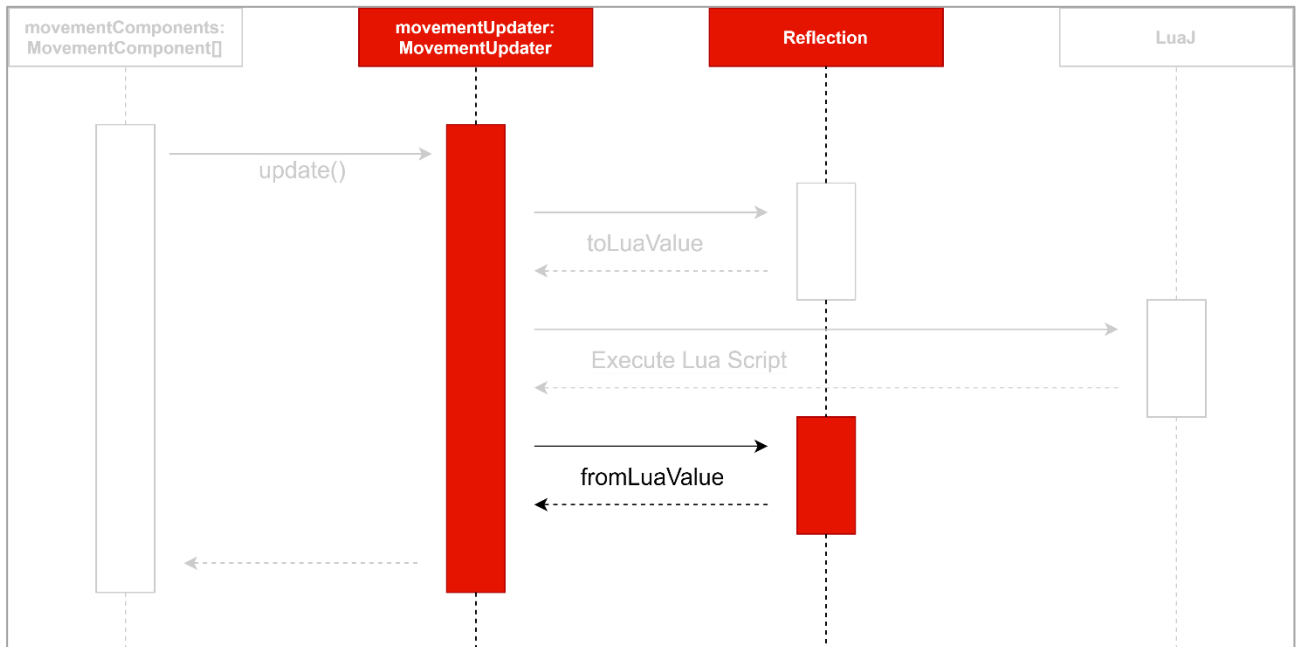 movementComponents:
MovementComponent[]
movementUpdater:
MovementUpdater
Reflection
LuaJ
update()
toLuaValue
Execute Lua Script
fromLuaValue